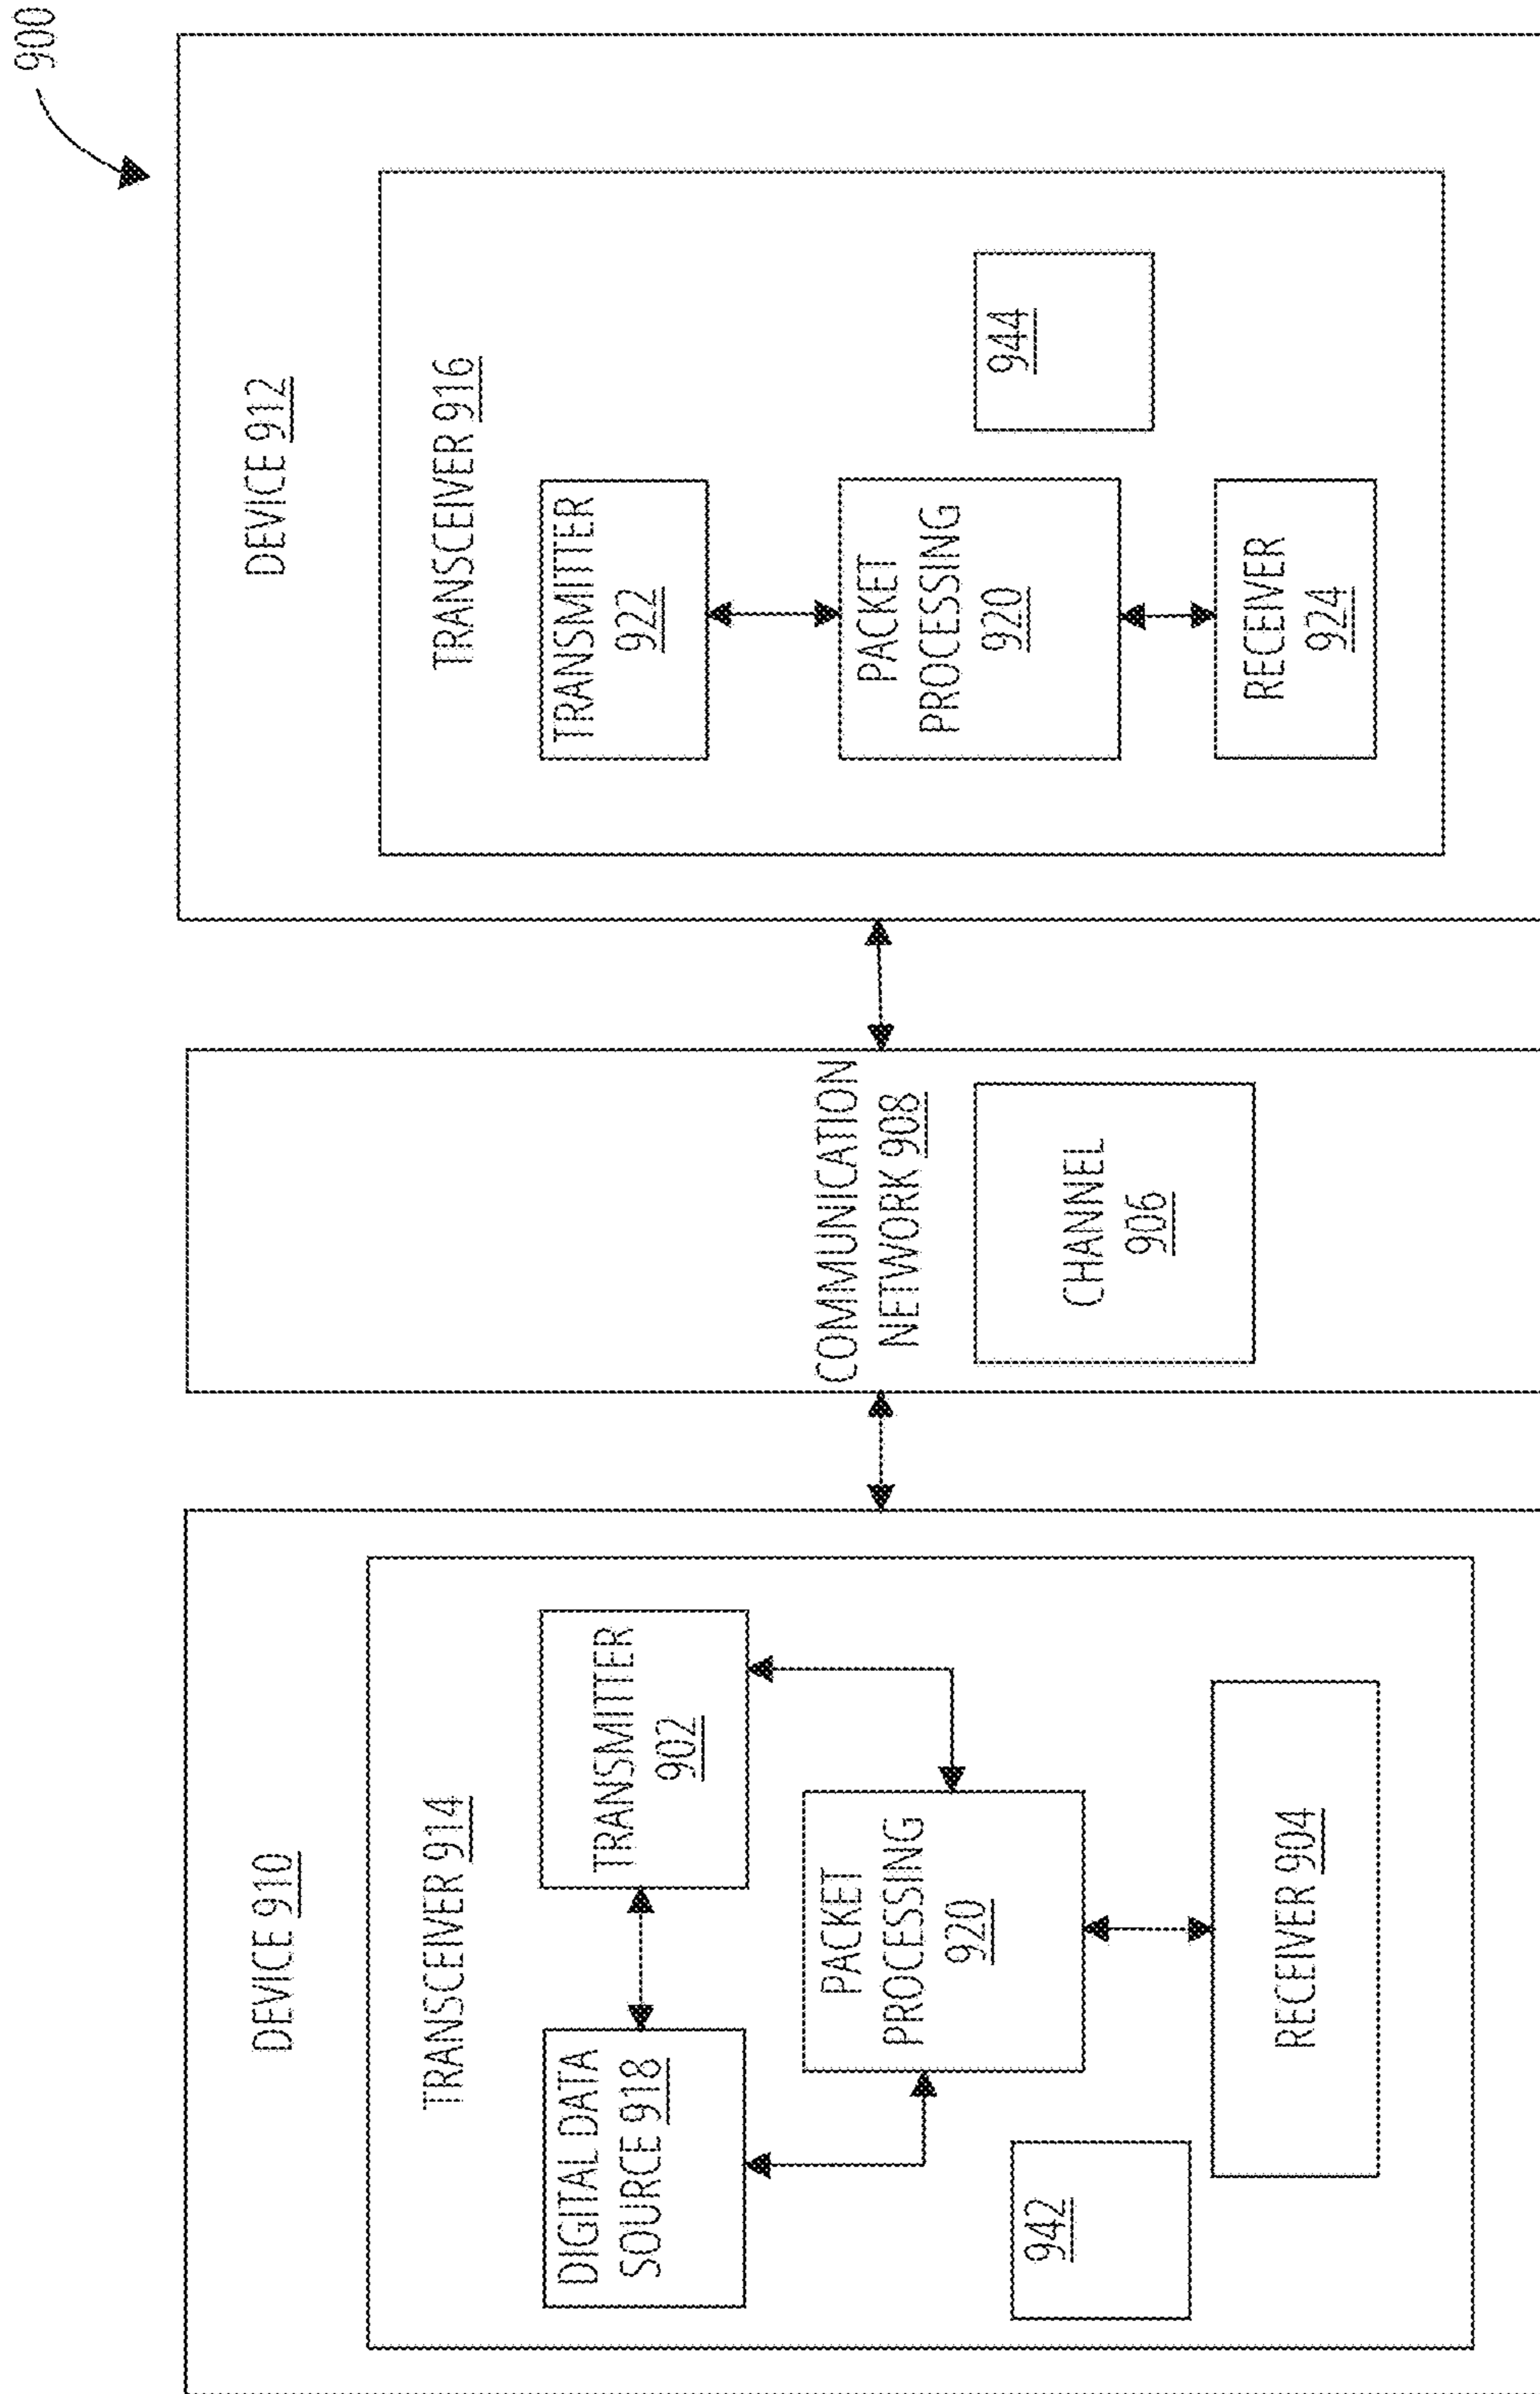 900
DEVICE 910
TRANSCEIVER 914
DIGITAL DATA
SOURCE 918
TRANSMITTER
902
PACKET
PROCESSING
920
942
RECEIVER 904
COMMUNICATION
NETWORK 908
CHANNEL
906
DEVICE 912
TRANSCEIVER 916
TRANSMITTER
922
PACKET
PROCESSING
920
944
RECEIVER
924